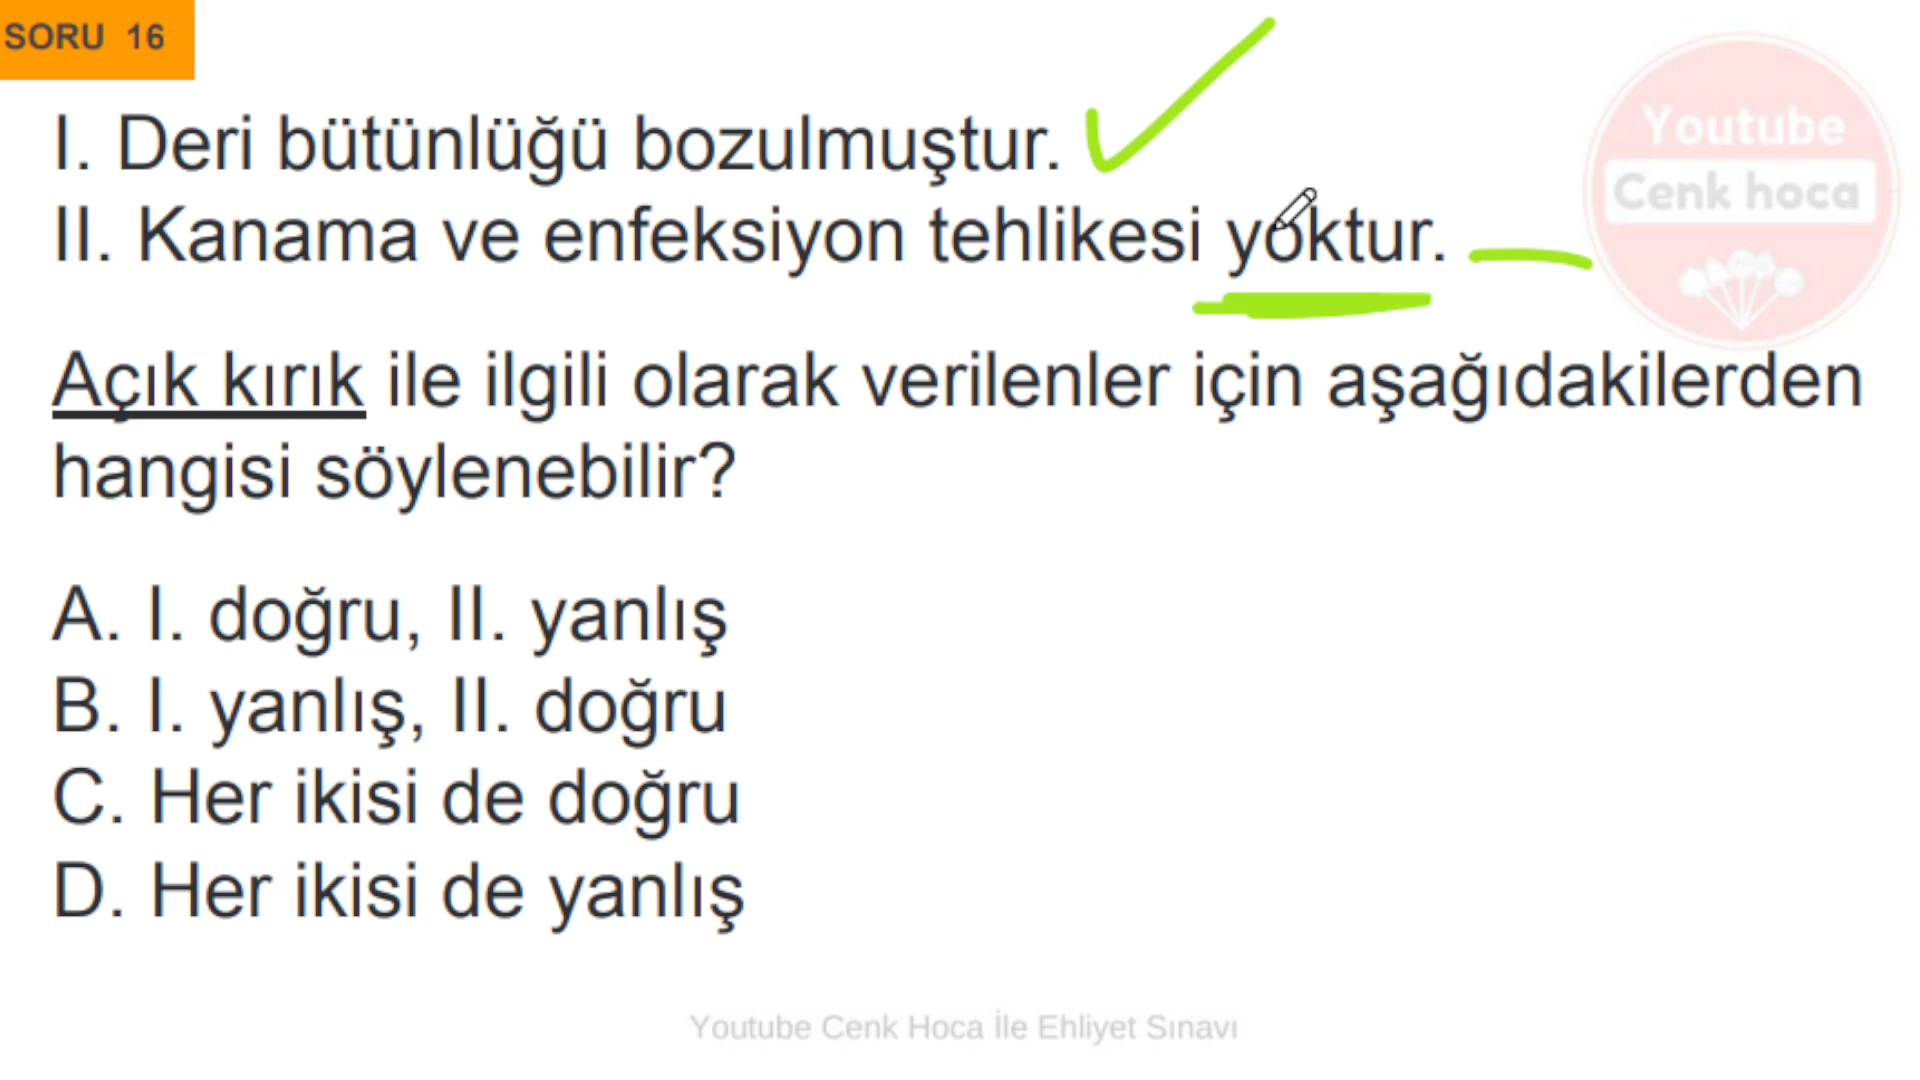 SORU 16
I. Deri bütünlüğü bozulmuştur.
II. Kanama ve enfeksiyon tehlikesi yoktur.
Youtube
Cenk hoca
Açık kırık ile ilgili olarak verilenler için aşağıdakilerden
hangisi söylenebilir?
A. I. doğru, II. yanlış
B. I. yanlış, II. doğru
C. Her ikisi de doğru
D. Her ikisi de yanlış
Youtube Cenk Hoca İle Ehliyet Sınavı